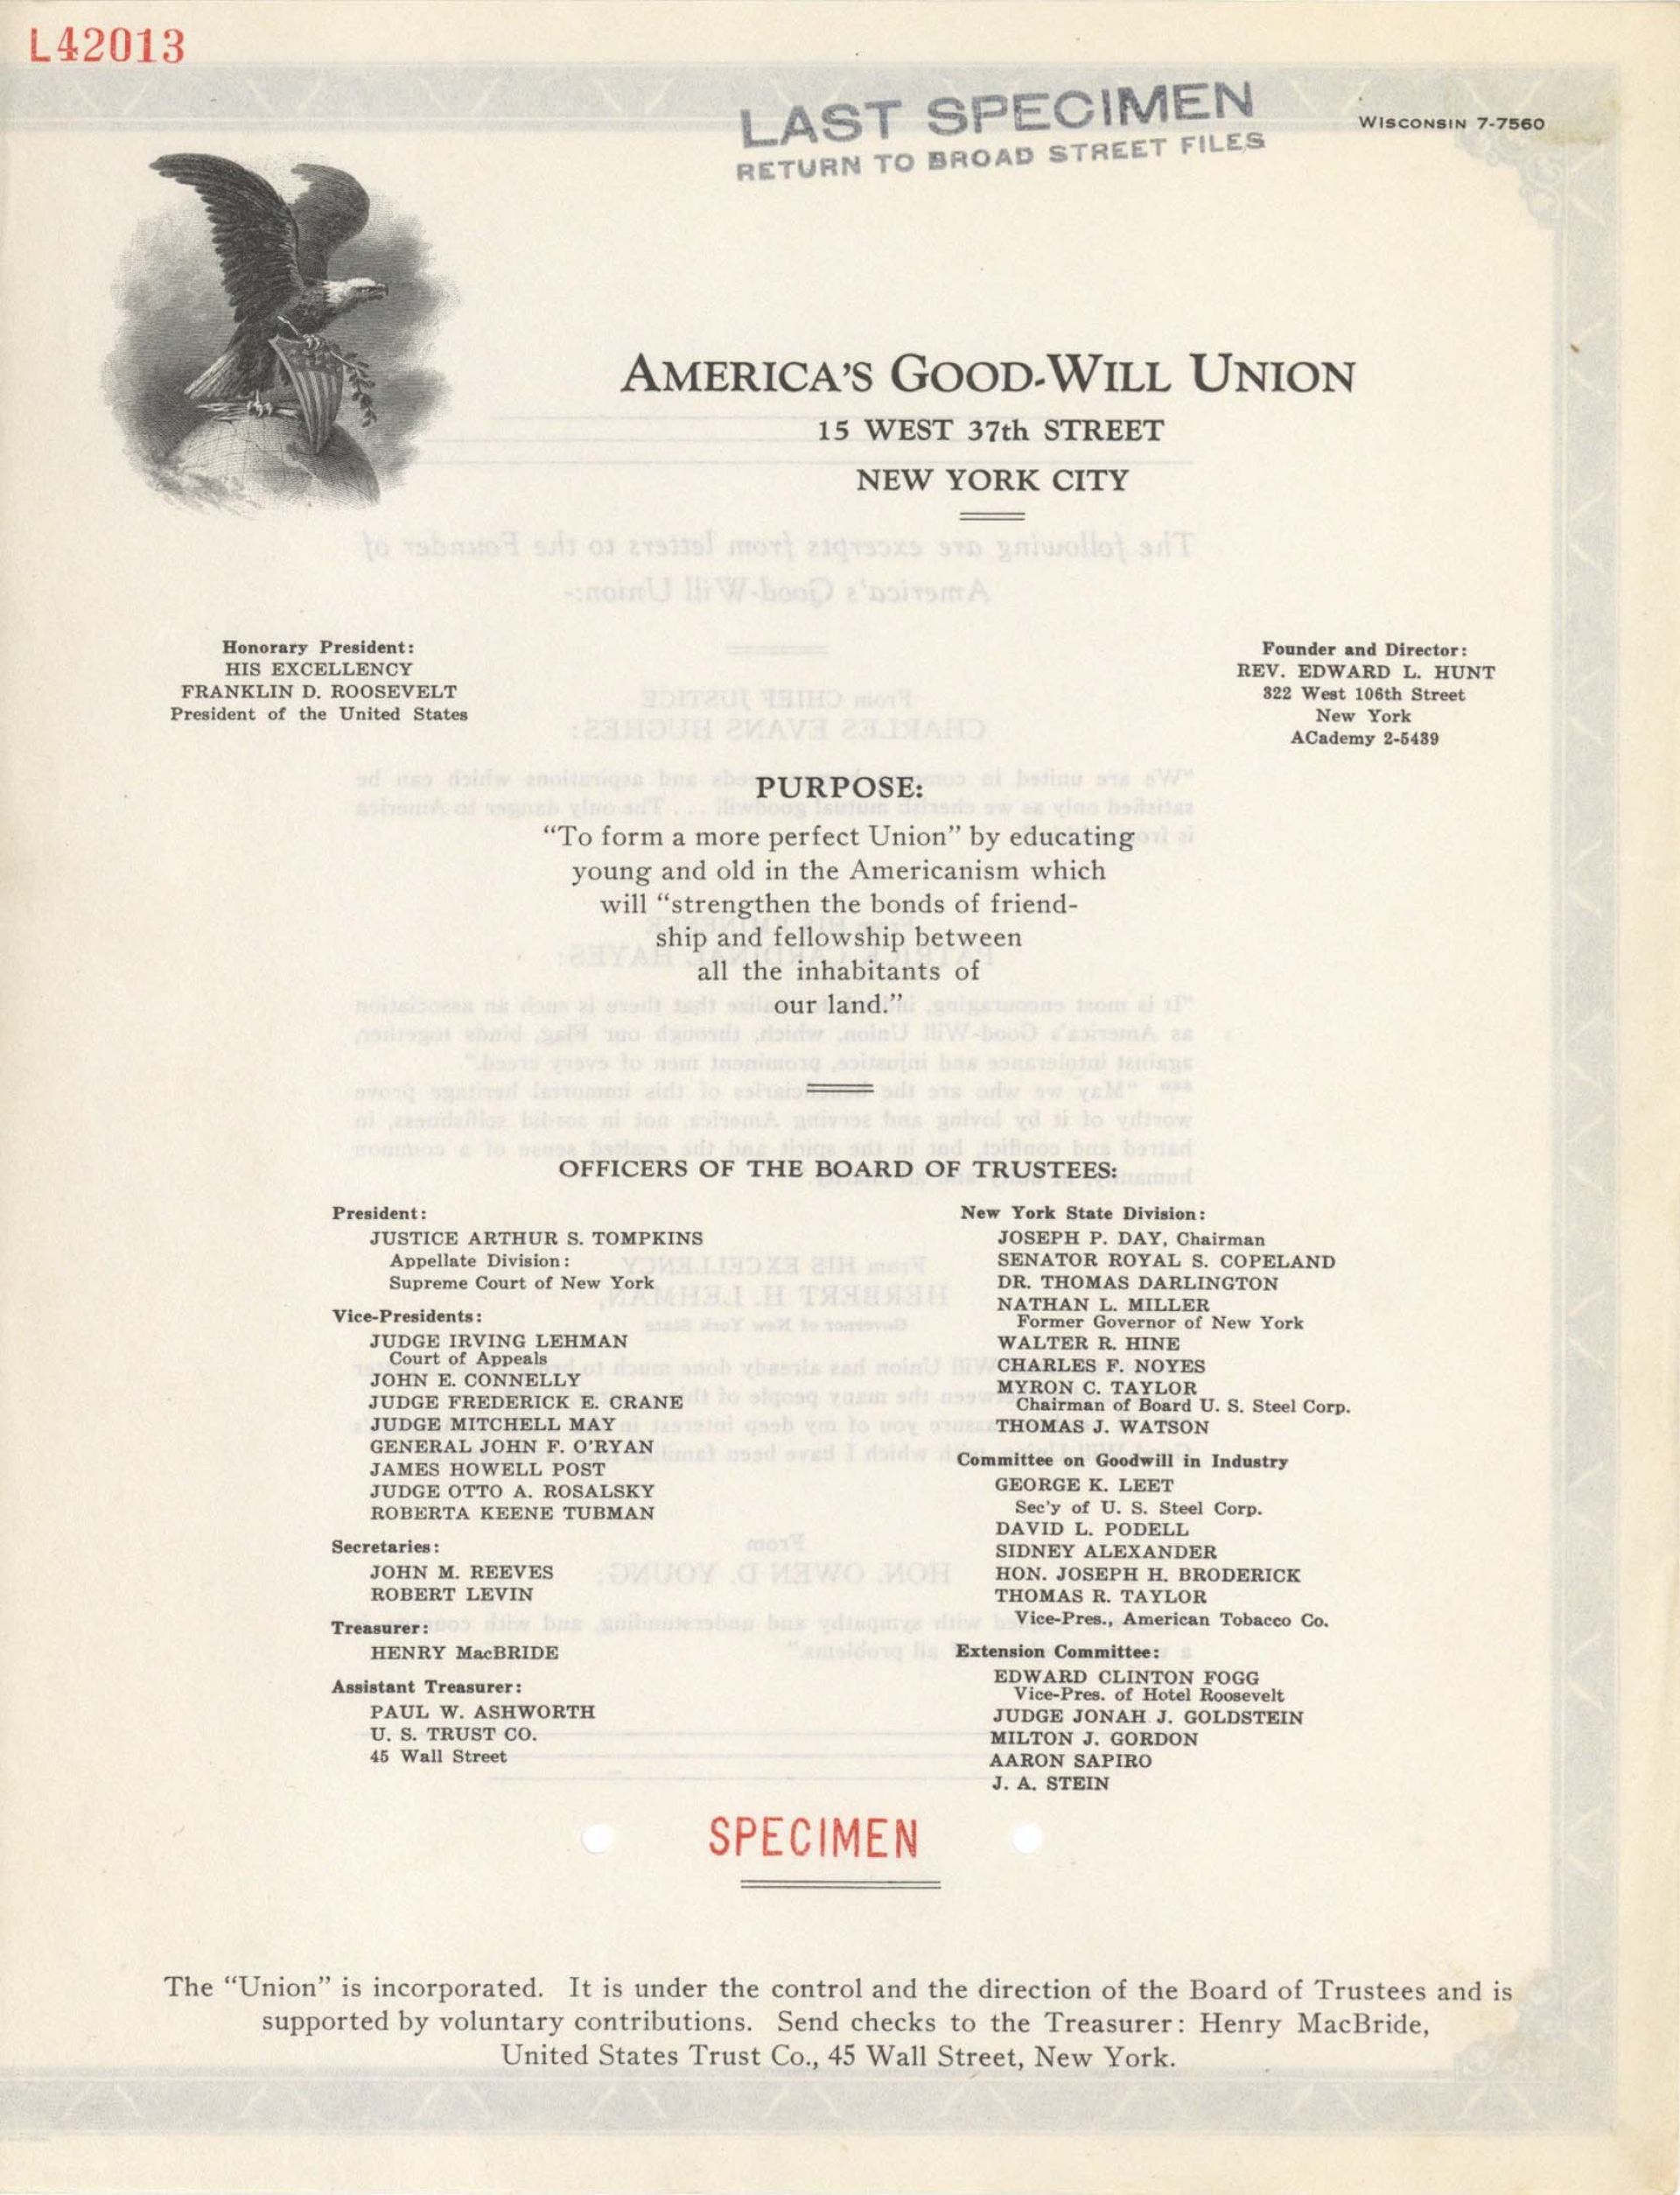 L42013
LAST SPECIMEN
RETURN TO BROAD STREET FILES
WISCONSIN 7-7560
AMERICA'S GOOD-WILL UNION
15 WEST 37th STREET
NEW YORK CITY
Honorary President:
HIS EXCELLENCY
FRANKLIN D. ROOSEVELT
President of the United States
Founder and Director:
REV. EDWARD L. HUNT
322 West 106th Street
New York
ACademy 2-5439
PURPOSE:
“To form a more perfect Union” by educating
young and old in the Americanism which
will “strengthen the bonds of friend-
ship and fellowship between
all the inhabitants of
our land.”
OFFICERS OF THE BOARD OF TRUSTEES:
President:
JUSTICE ARTHUR S. TOMPKINS
Appellate Division:
Supreme Court of New York
Vice-Presidents:
JUDGE IRVING LEHMAN
Court of Appeals
JOHN E. CONNELLY
JUDGE FREDERICK E. CRANE
JUDGE MITCHELL MAY
GENERAL JOHN F. O'RYAN
JAMES HOWELL POST
JUDGE OTTO A. ROSALSKY
ROBERTA KEENE TUBMAN
Secretaries:
JOHN M. REEVES
ROBERT LEVIN
Treasurer:
HENRY MacBRIDE
Assistant Treasurer:
PAUL W. ASHWORTH
U. S. TRUST CO.
45 Wall Street
New York State Division:
JOSEPH P. DAY, Chairman
SENATOR ROYAL S. COPELAND
DR. THOMAS DARLINGTON
NATHAN L. MILLER
Former Governor of New York
WALTER R. HINE
CHARLES F. NOYES
MYRON C. TAYLOR
Chairman of Board U. S. Steel Corp.
THOMAS J. WATSON
Committee on Goodwill in Industry
GEORGE K. LEET
Sec'y of U. S. Steel Corp.
DAVID L. PODELL
SIDNEY ALEXANDER
HON. JOSEPH H. BRODERICK
THOMAS R. TAYLOR
Vice-Pres., American Tobacco Co.
Extension Committee:
EDWARD CLINTON FOGG
Vice-Pres. of Hotel Roosevelt
JUDGE JONAH J. GOLDSTEIN
MILTON J. GORDON
AARON SAPIRO
J. A. STEIN
SPECIMEN
The “Union” is incorporated. It is under the control and the direction of the Board of Trustees and is
supported by voluntary contributions. Send checks to the Treasurer: Henry MacBride,
United States Trust Co., 45 Wall Street, New York.